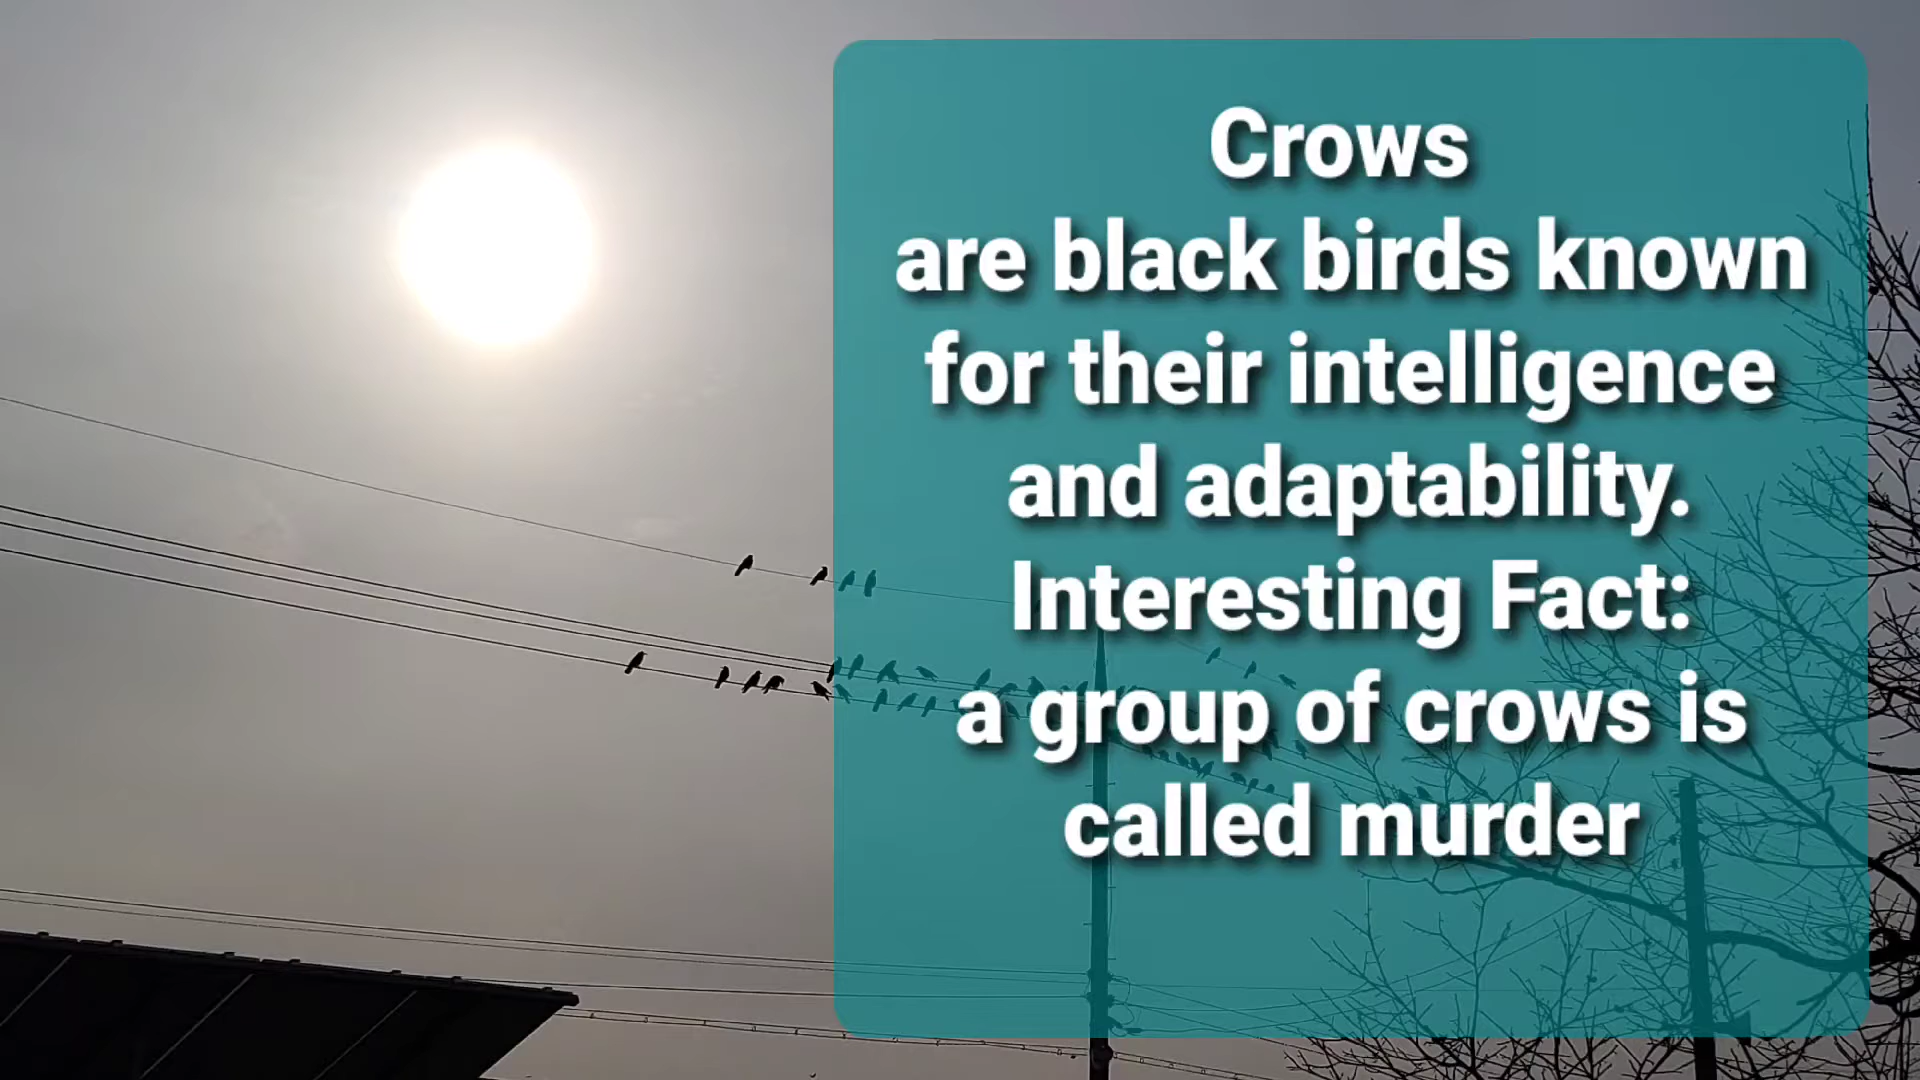 Crows
are black birds known
for their intelligence
and adaptability.
Interesting Fact:
a group of crows is
called murder